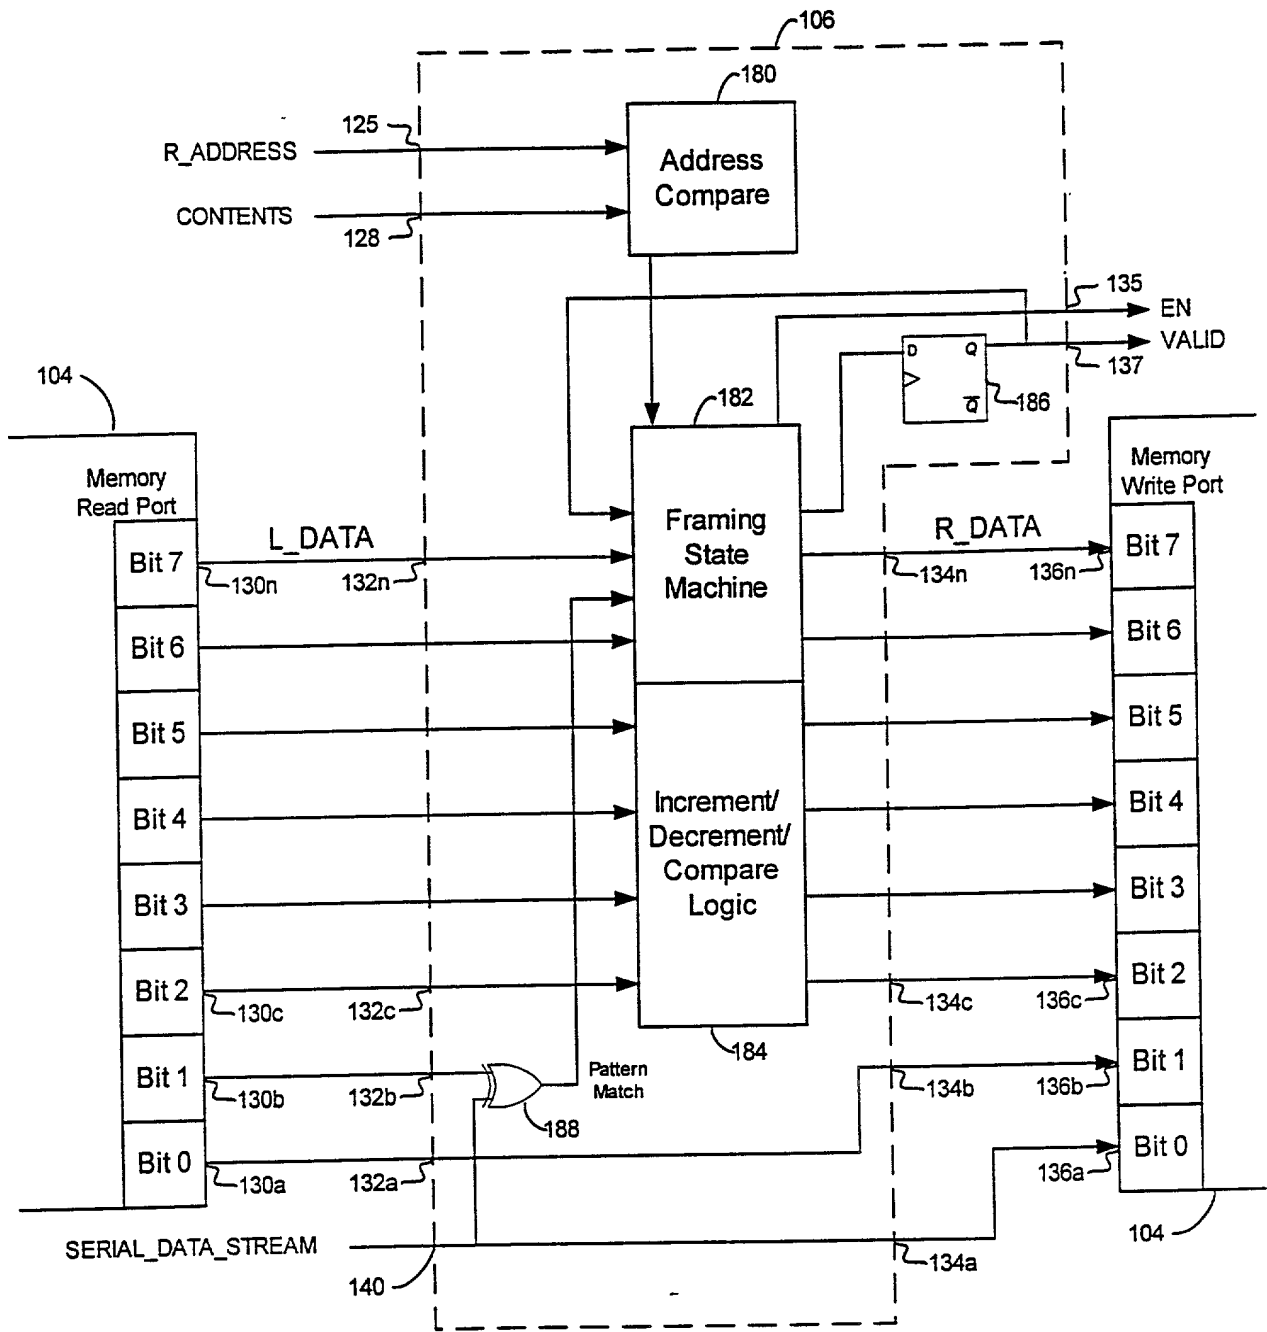 106
180
125
R_ADDRESS
Address
Compare
CONTENTS
128
135
EN
VALID
137
D Q
Q
186
104
182
Memory
Read Port
Memory
Write Port
L_DATA
R_DATA
Framing
State
Machine
Bit 7
130n
132n
134n
136n
Bit 7
Bit 6
Bit 6
Bit 5
Bit 5
Increment/
Decrement/
Compare
Logic
Bit 4
Bit 4
Bit 3
Bit 3
Bit 2
130c
132c
134c
136c
Bit 2
184
Bit 1
130b
132b
Pattern
Match
188
134b
136b
Bit 1
Bit 0
130a
132a
136a
Bit 0
SERIAL_DATA_STREAM
140
134a
104